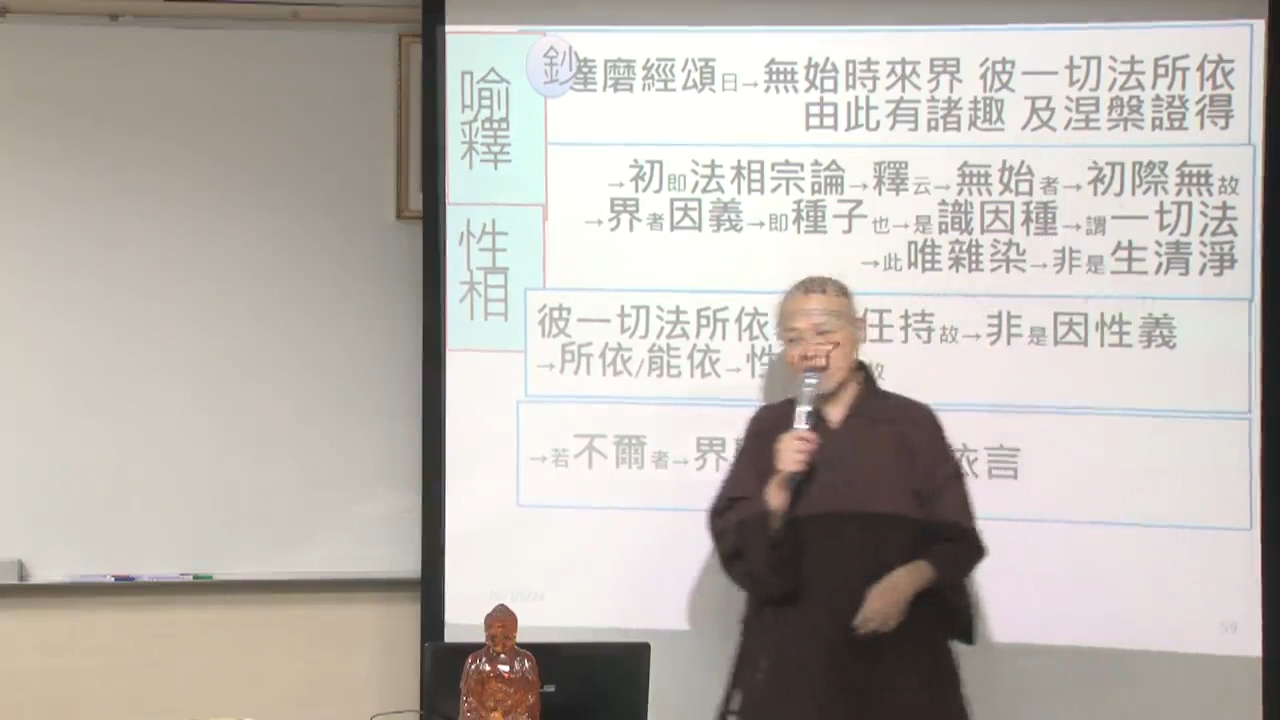 喻釋
性相
鈔
達磨經頌曰→無始時來界 彼一切法所依
由此有諸趣 及涅槃證得
→初即法相宗論→釋云→無始者→初際無故
→界者因義→即種子也→是識因種→謂一切法
→此唯雜染→非是生清淨
彼一切法所依 任持故→非是因性義
→所依/能依→性 故
→若不爾者→界 依言
59